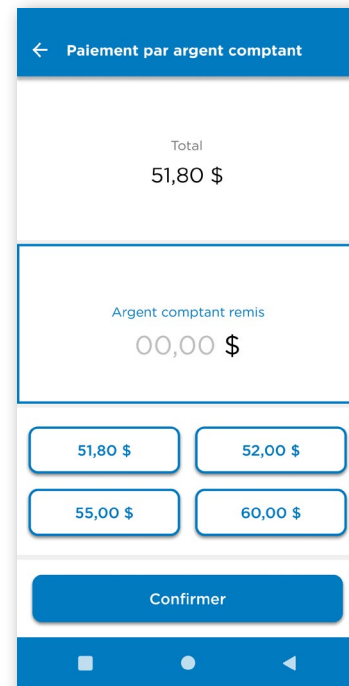 Paiement par argent comptant
Total
51,80 $
Argent comptant remis
00,00 $
51,80 $
52,00 $
55,00 $
60,00 $
Confirmer